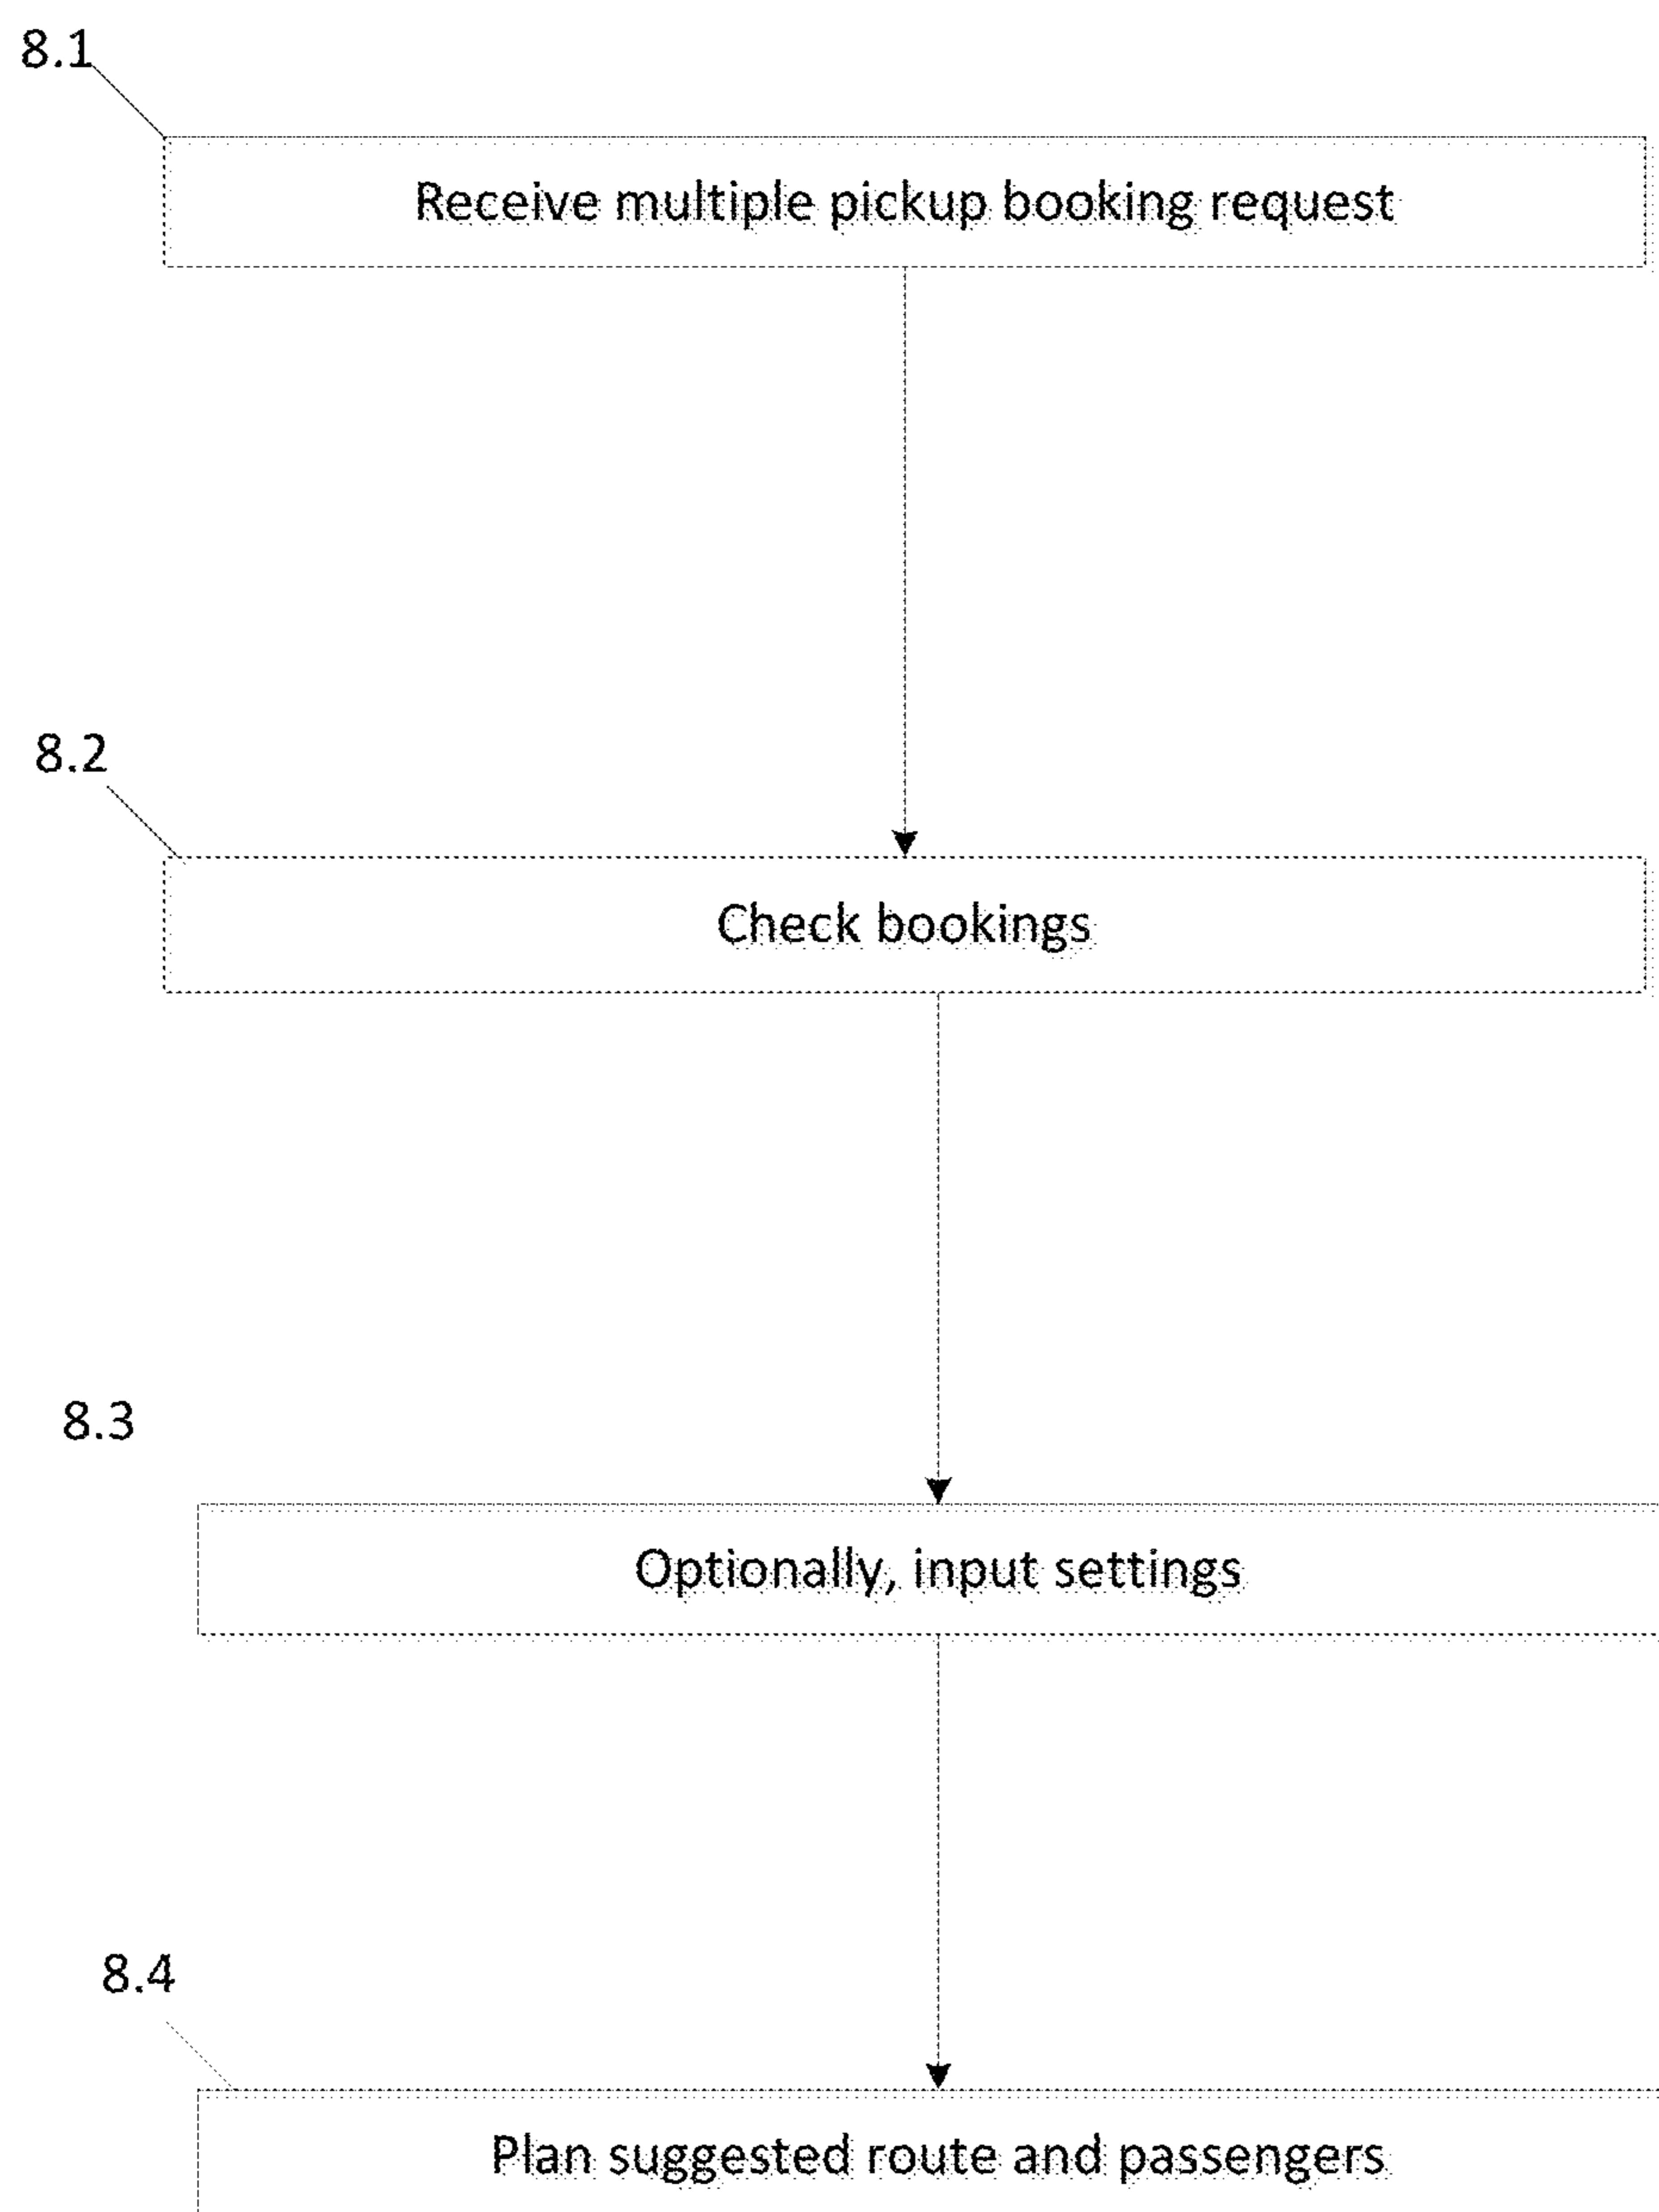 8.1
Receive multiple pickup booking request
8.2
Check bookings
8.3
Optionally, input settings
8.4
Plan suggested route and passengers